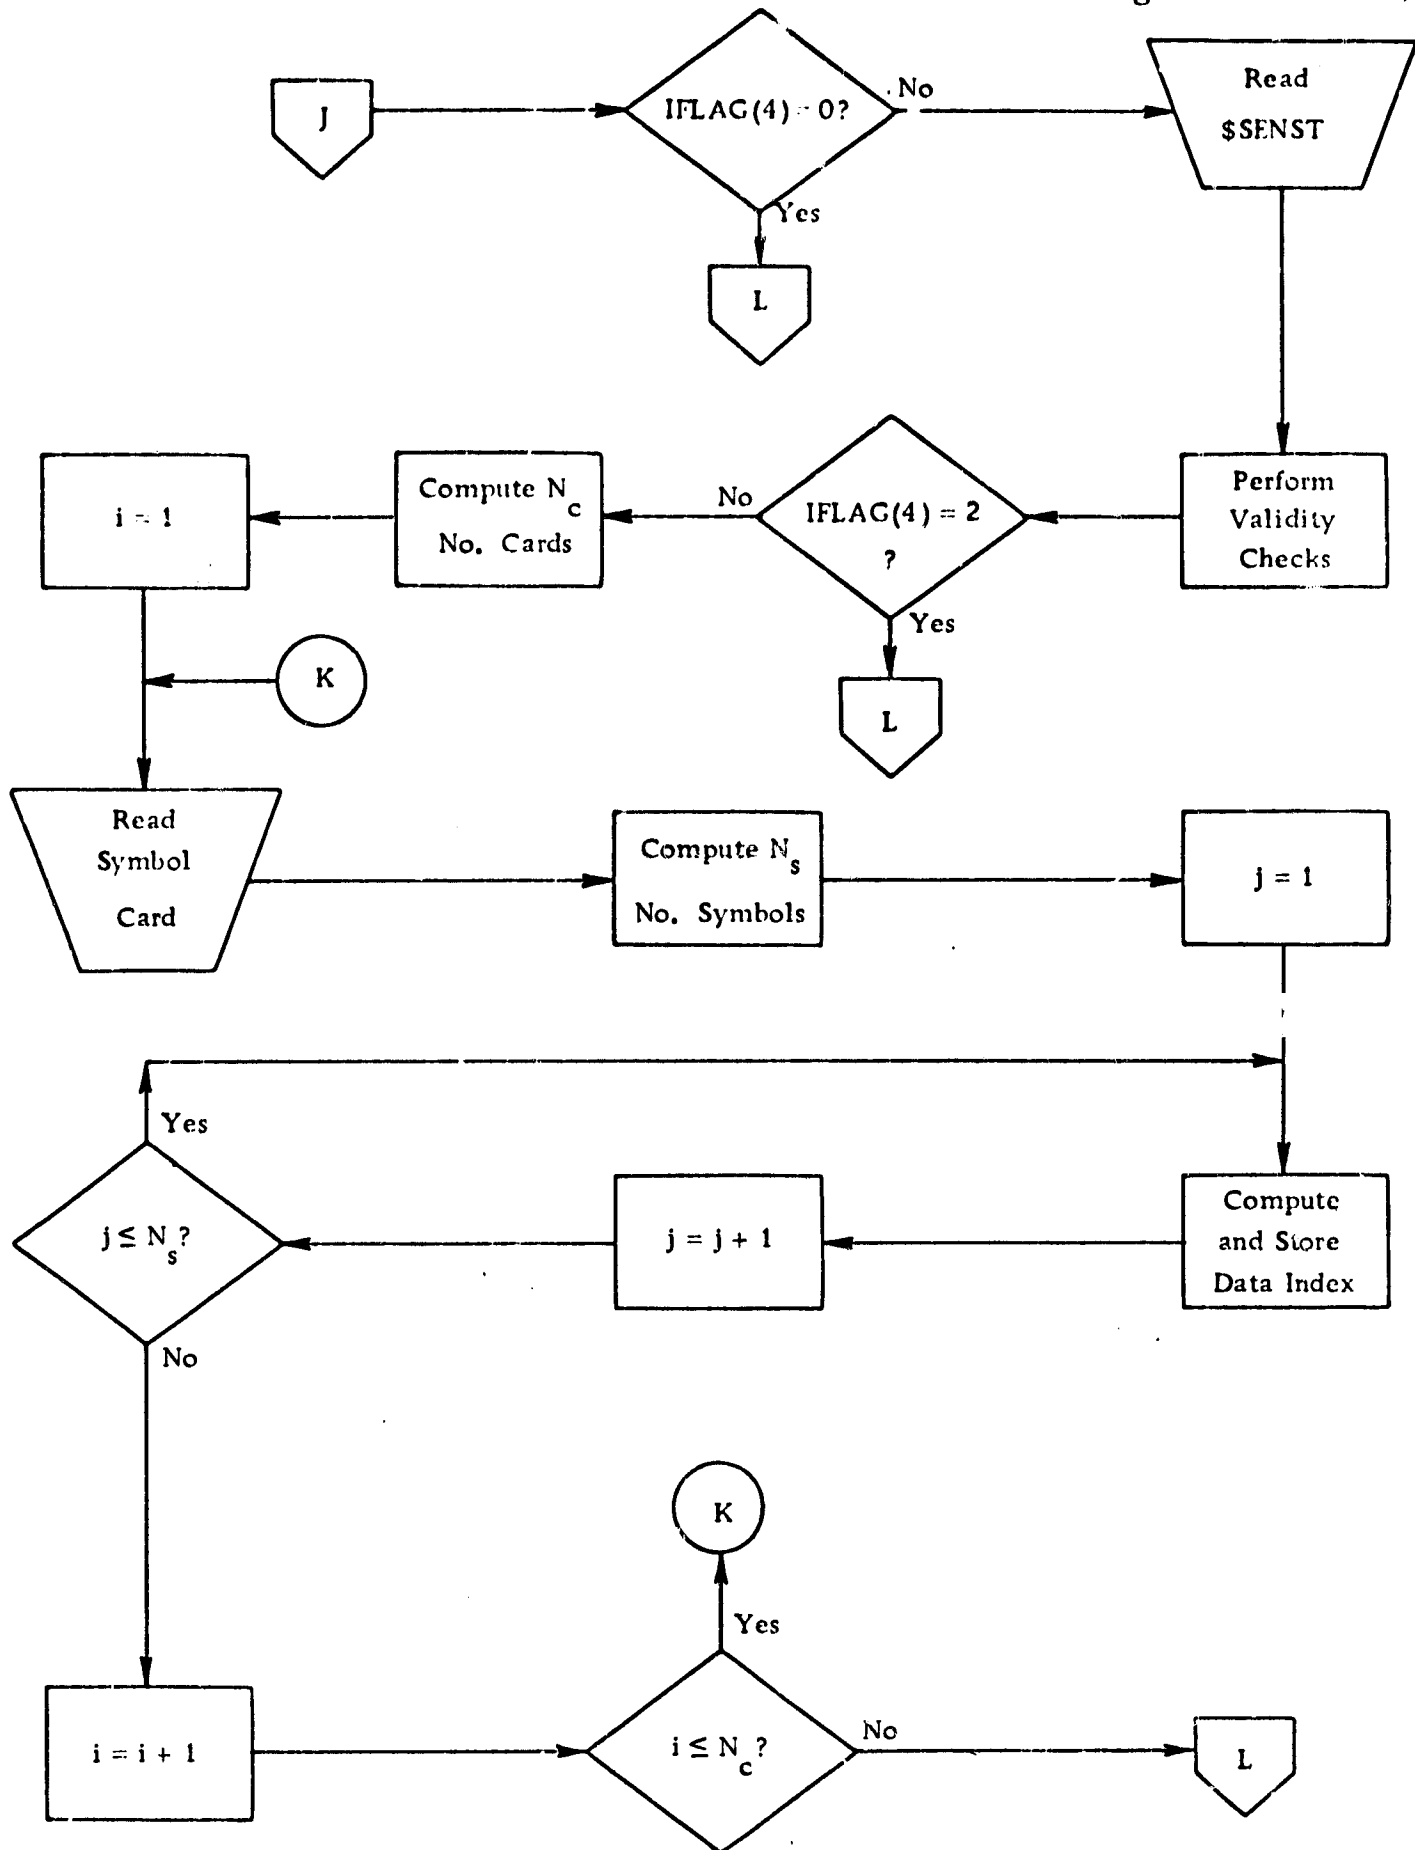 J
IFLAG(4) = 0?
No
Read
$SENST
Yes
L
i = 1
Compute N
c
No. Cards
No
IFLAG(4) = 2
?
Perform
Validity
Checks
Yes
K
L
Read
Symbol
Card
Compute N
s
No. Symbols
j = 1
Yes
j ≤ N
s
?
j = j + 1
Compute
and Store
Data Index
No
K
Yes
i = i + 1
i ≤ N
c
?
No
L